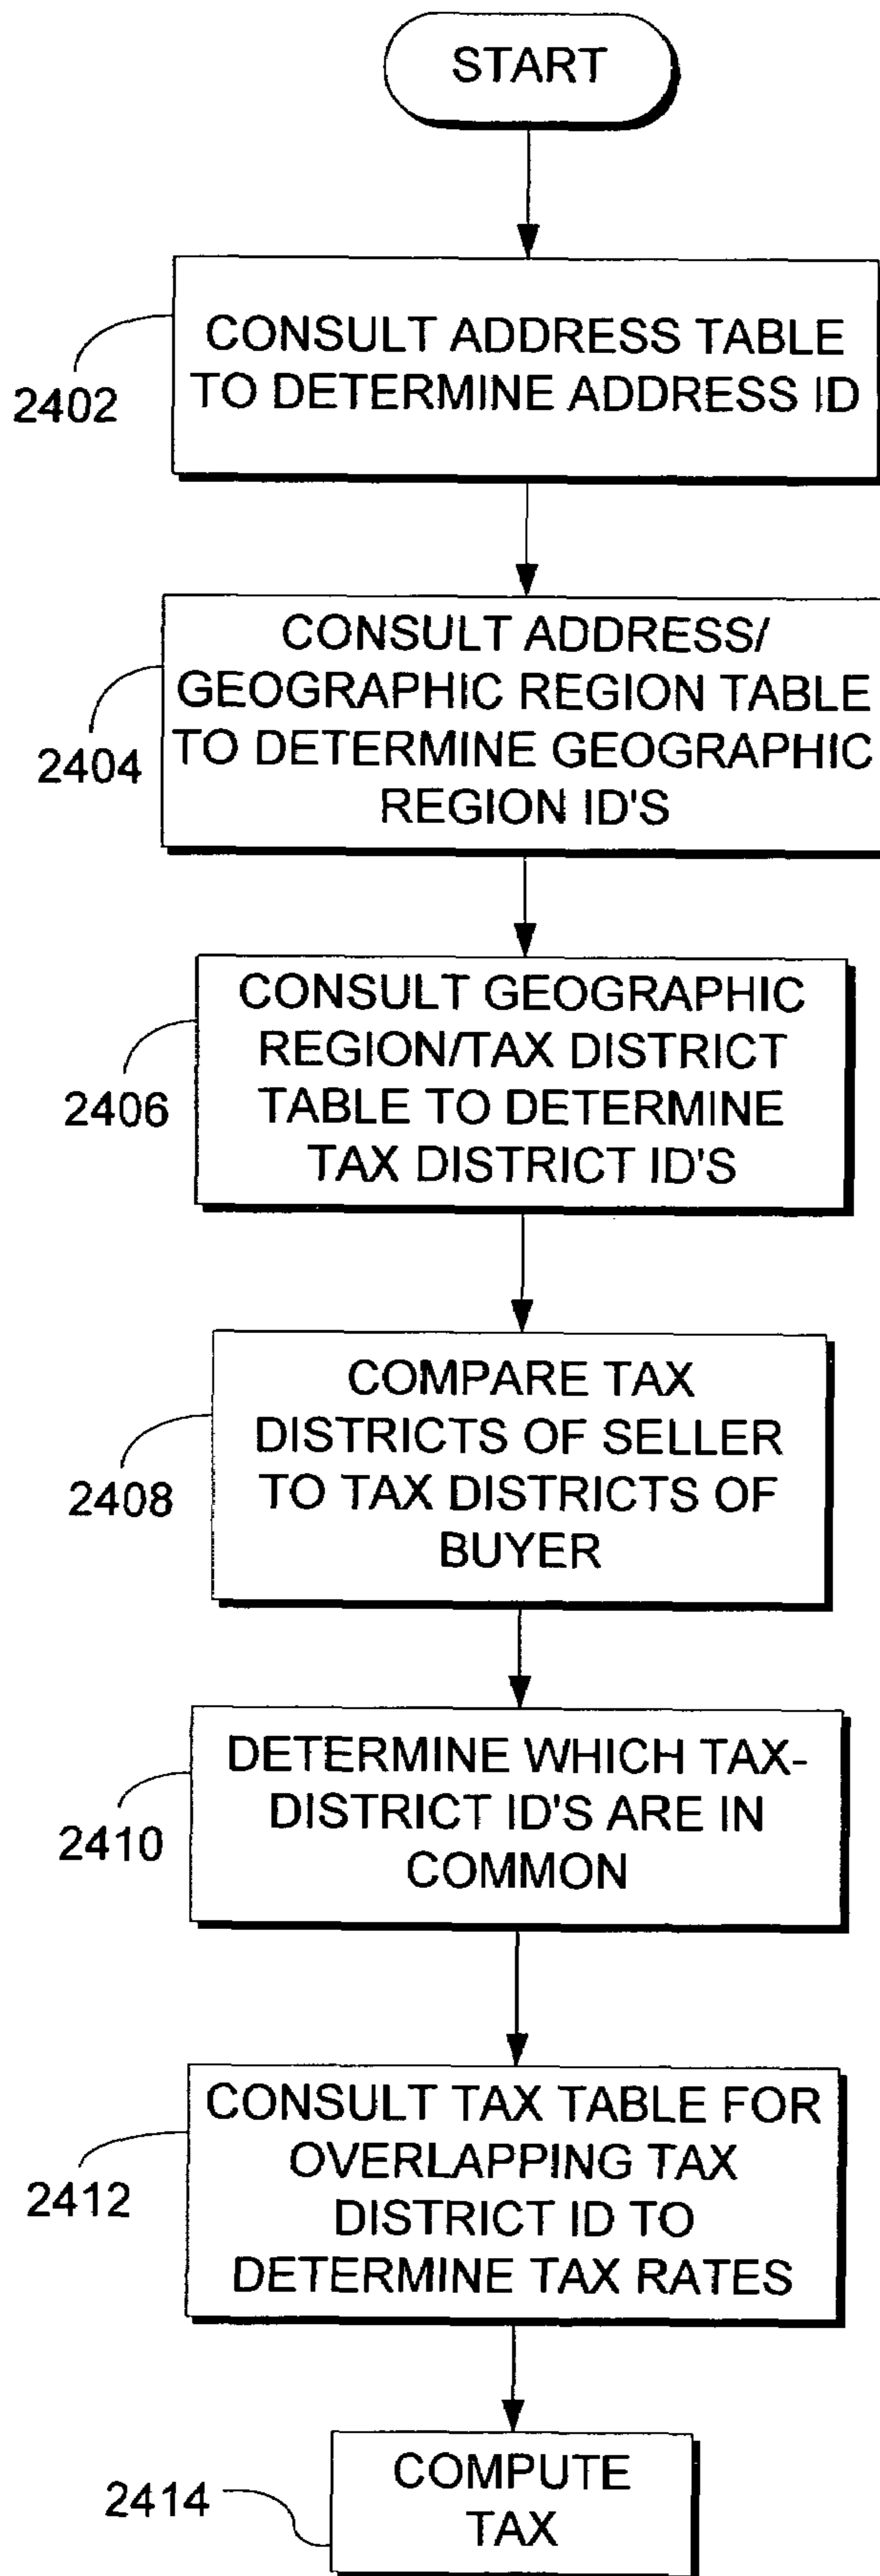 START
CONSULT ADDRESS TABLE
TO DETERMINE ADDRESS ID
2402
CONSULT ADDRESS/
GEOGRAPHIC REGION TABLE
TO DETERMINE GEOGRAPHIC
REGION ID'S
2404
CONSULT GEOGRAPHIC
REGION/TAX DISTRICT
TABLE TO DETERMINE
TAX DISTRICT ID'S
2406
COMPARE TAX
DISTRICTS OF SELLER
TO TAX DISTRICTS OF
BUYER
2408
DETERMINE WHICH TAX-
DISTRICT ID'S ARE IN
COMMON
2410
CONSULT TAX TABLE FOR
OVERLAPPING TAX
DISTRICT ID TO
DETERMINE TAX RATES
2412
COMPUTE
TAX
2414